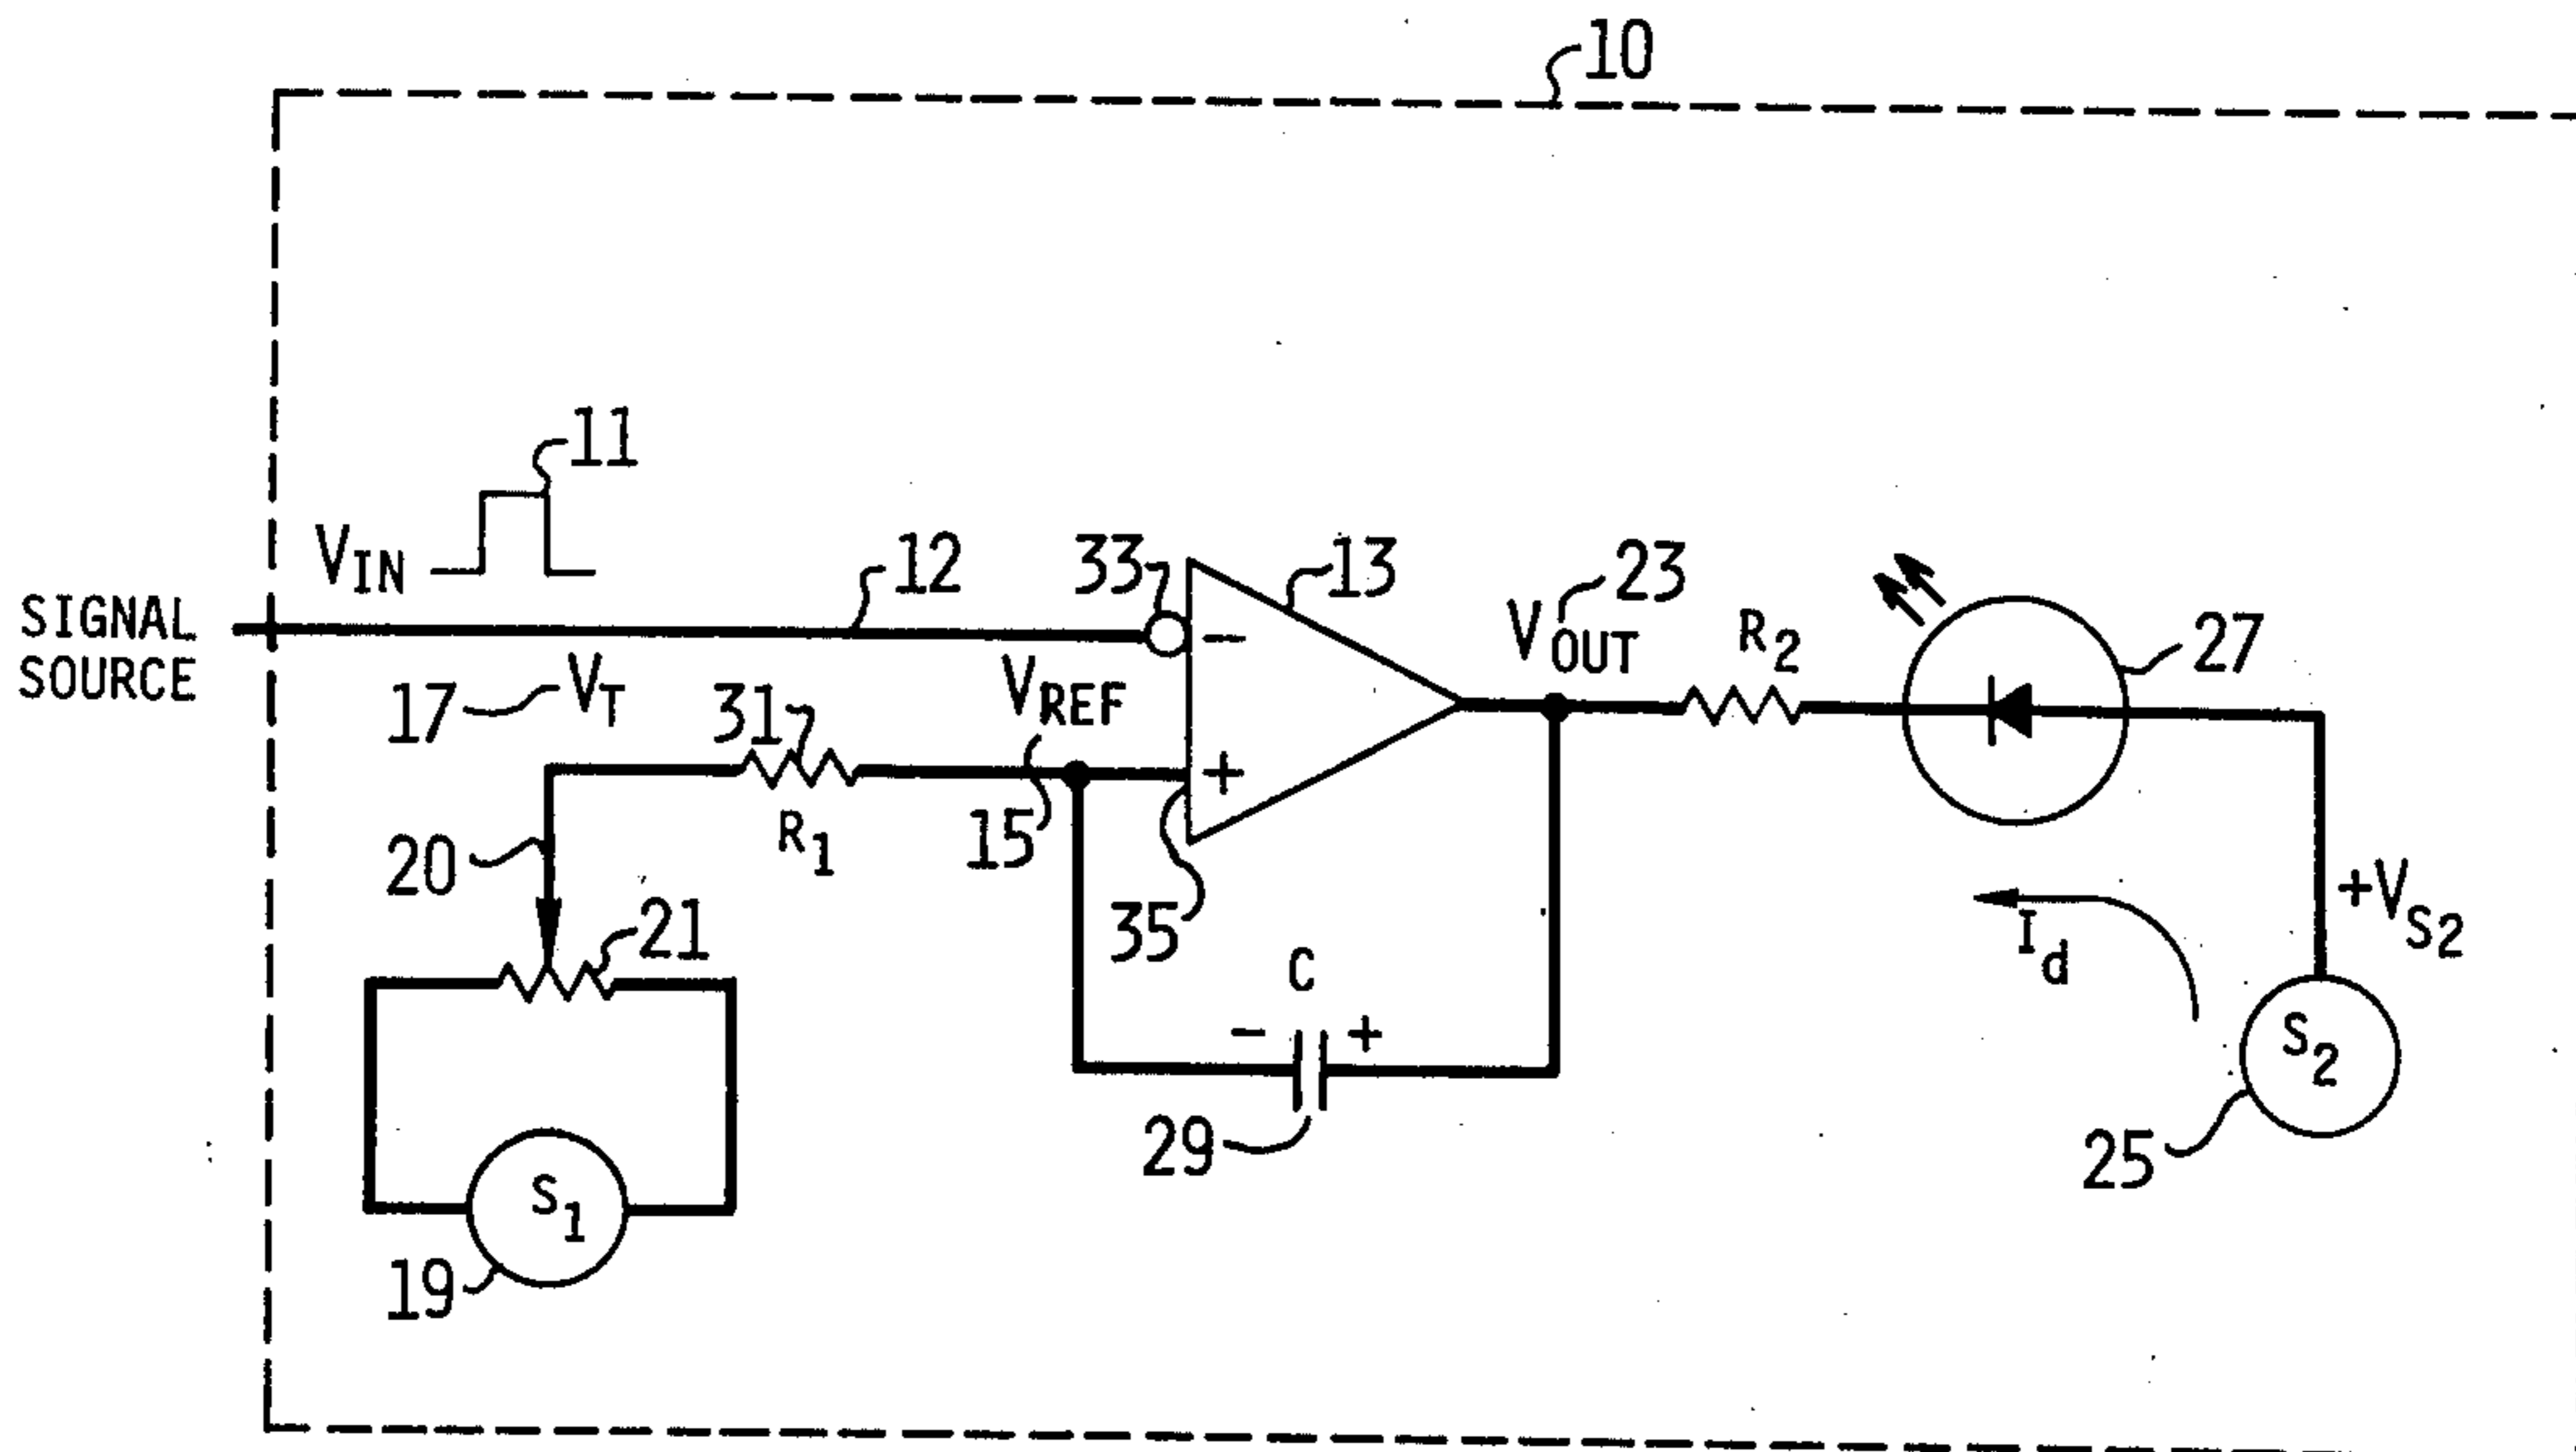 10
11
V_IN
SIGNAL
SOURCE
12
33
13
23
V_OUT
R_2
27
17
V_T
31
V_REF
-
+
15
R_1
20
35
21
C
- +
29
I_d
+V_S2
S_2
25
S_1
19